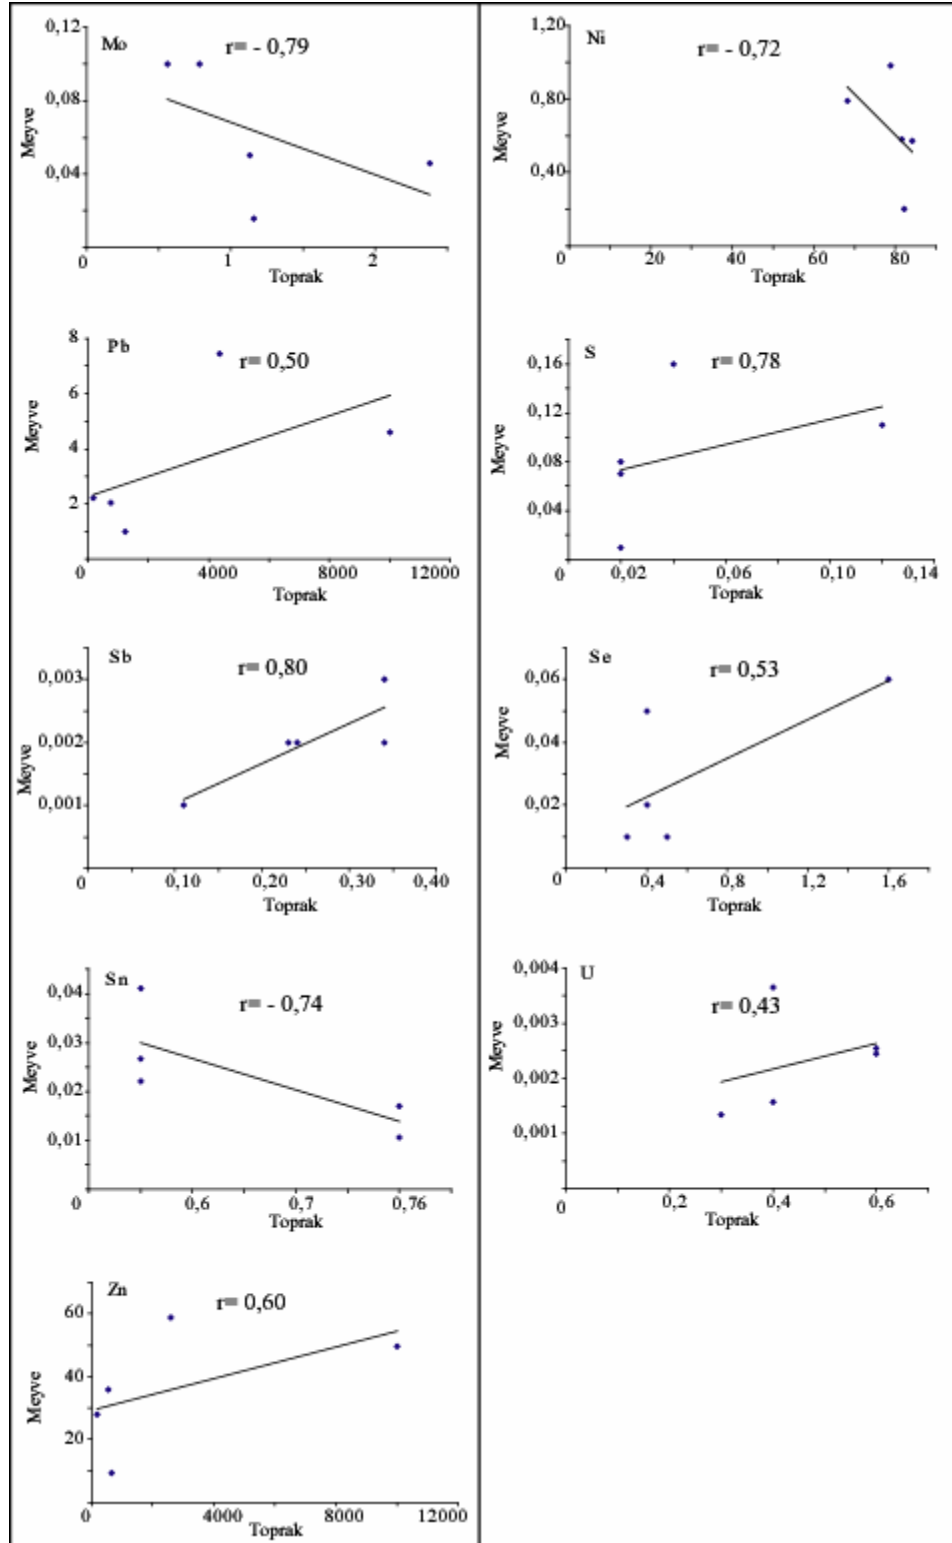 Mo
r= - 0,79
0,12
0,08
0,04
Meyve
0 1 2
Toprak
Ni
r= - 0,72
1,20
0,80
0,40
Meyve
0 20 40 60 80
Toprak
Pb
r= 0,50
8
6
4
2
Meyve
0 4000 8000 12000
Toprak
S
r= 0,78
0,16
0,12
0,08
0,04
Meyve
0 0,02 0,06 0,10 0,14
Toprak
Sb
r= 0,80
0,003
0,002
0,001
Meyve
0 0,10 0,20 0,30 0,40
Toprak
Se
r= 0,53
0,06
0,04
0,02
Meyve
0 0,4 0,8 1,2 1,6
Toprak
Sn
r= - 0,74
0,04
0,03
0,02
0,01
Meyve
0 0,6 0,7 0,76
Toprak
U
r= 0,43
0,004
0,003
0,002
0,001
Meyve
0 0,2 0,4 0,6
Toprak
Zn
r= 0,60
60
40
20
Meyve
0 4000 8000 12000
Toprak